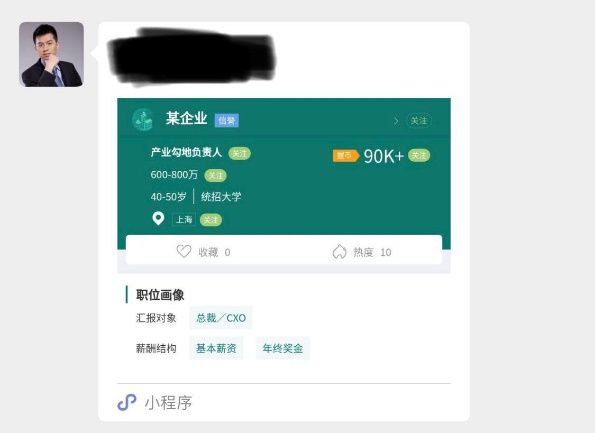 某企业 信誉 关注
产业勾地负责人 关注
600-800万 关注
90K+ 关注
40-50岁 统招大学
上海 关注
收藏 0 热度 10
职位画像
汇报对象 总裁／CXO
薪酬结构 基本薪资 年终奖金
小程序